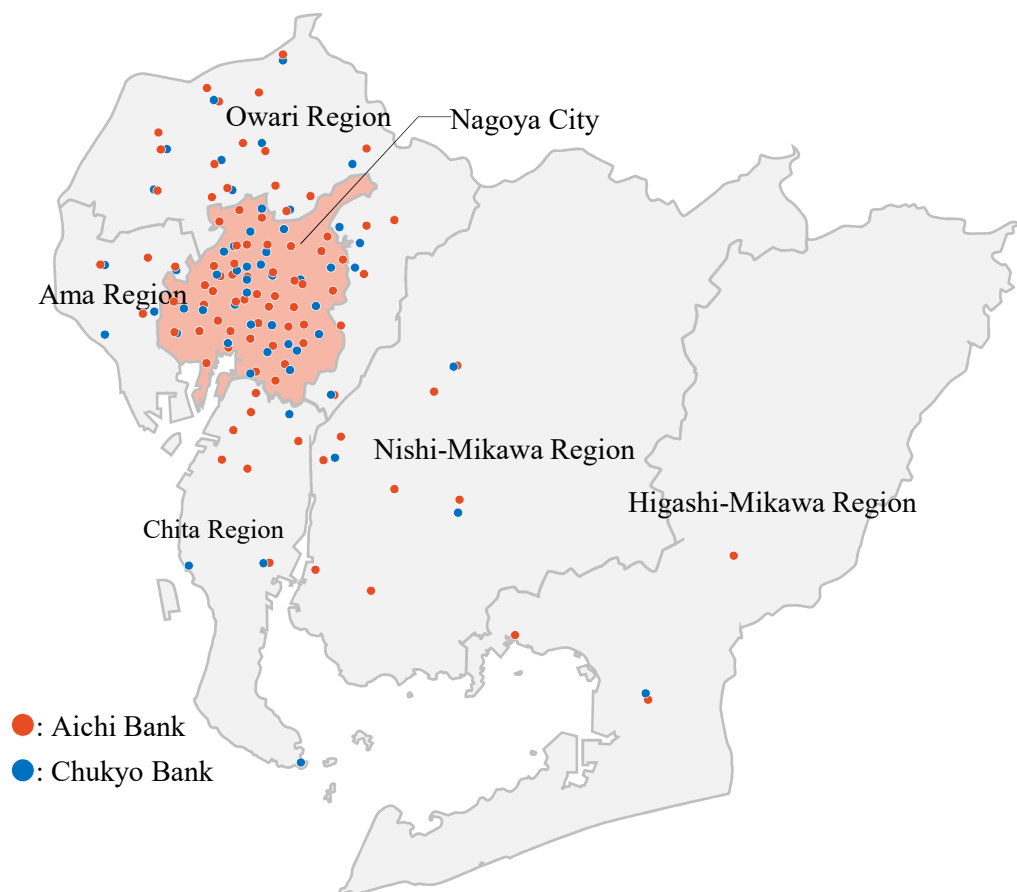 Owari Region
Nagoya City
Ama Region
Nishi-Mikawa Region
Higashi-Mikawa Region
Chita Region
: Aichi Bank
: Chukyo Bank